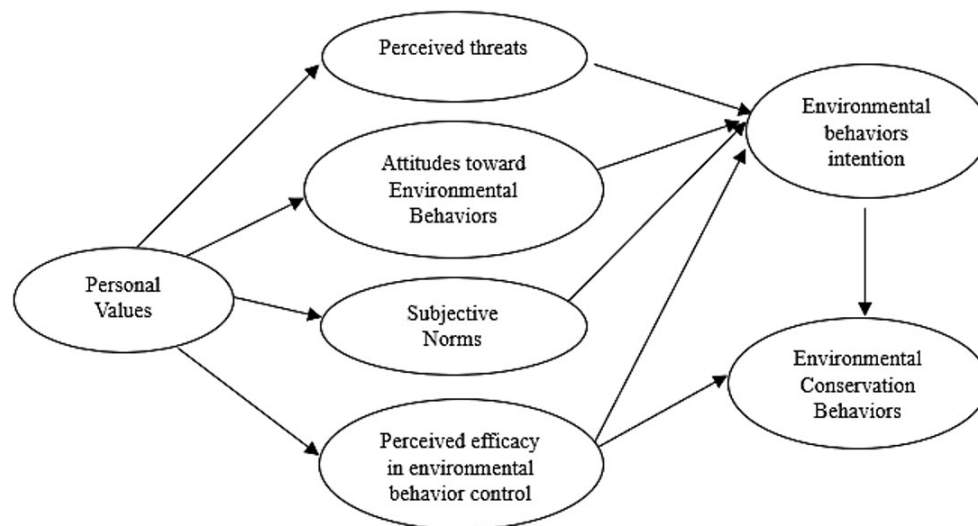 Perceived threats
Environmental
behaviors
intention
Attitudes toward
Environmental
Behaviors
Personal
Values
Subjective
Norms
Environmental
Conservation
Behaviors
Perceived efficacy
in environmental
behavior control